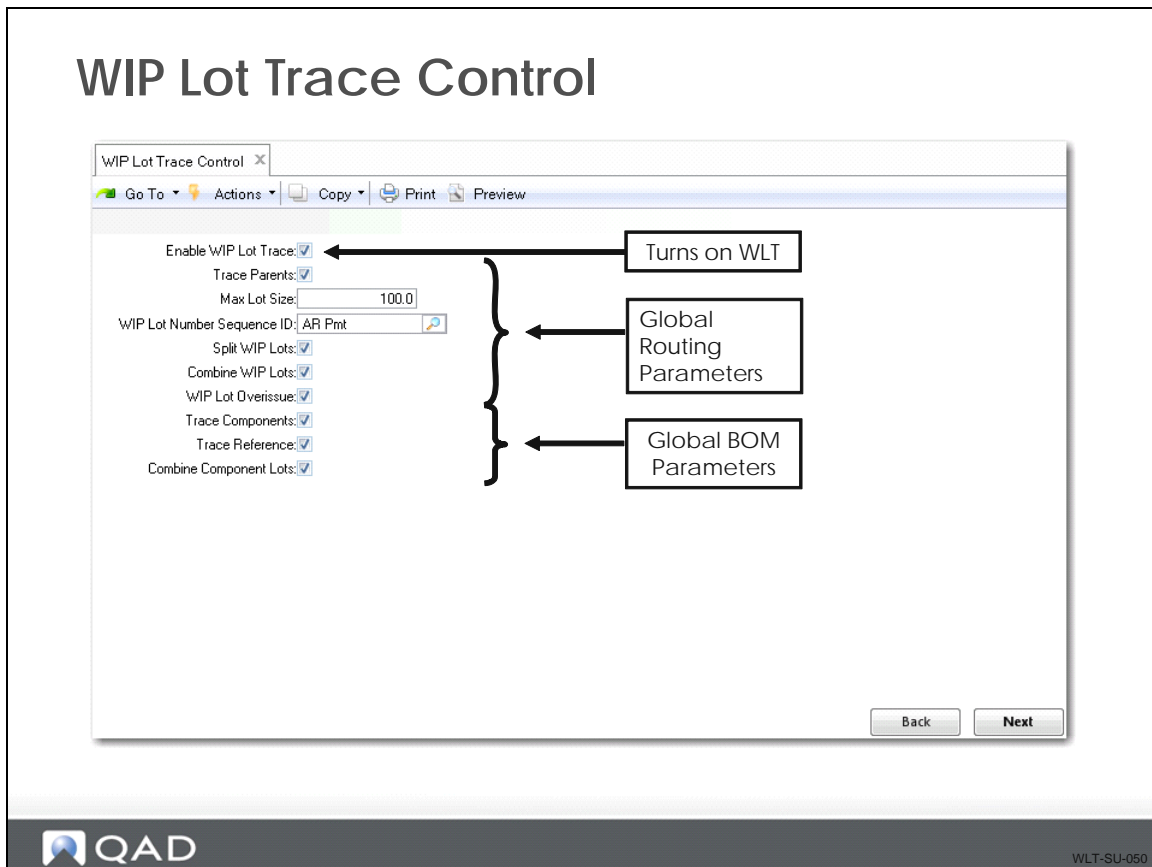 WIP Lot Trace Control
WIP Lot Trace Control
Go To Actions Copy Print Preview
Enable WIP Lot Trace:
Turns on WLT
Trace Parents:
Max Lot Size: 100.0
WIP Lot Number Sequence ID: AR Pmt
Split WIP Lots:
Combine WIP Lots:
WIP Lot Overissue:
Global
Routing
Parameters
Trace Components:
Trace Reference:
Combine Component Lots:
Global BOM
Parameters
Back Next
QAD
WLT-SU-050